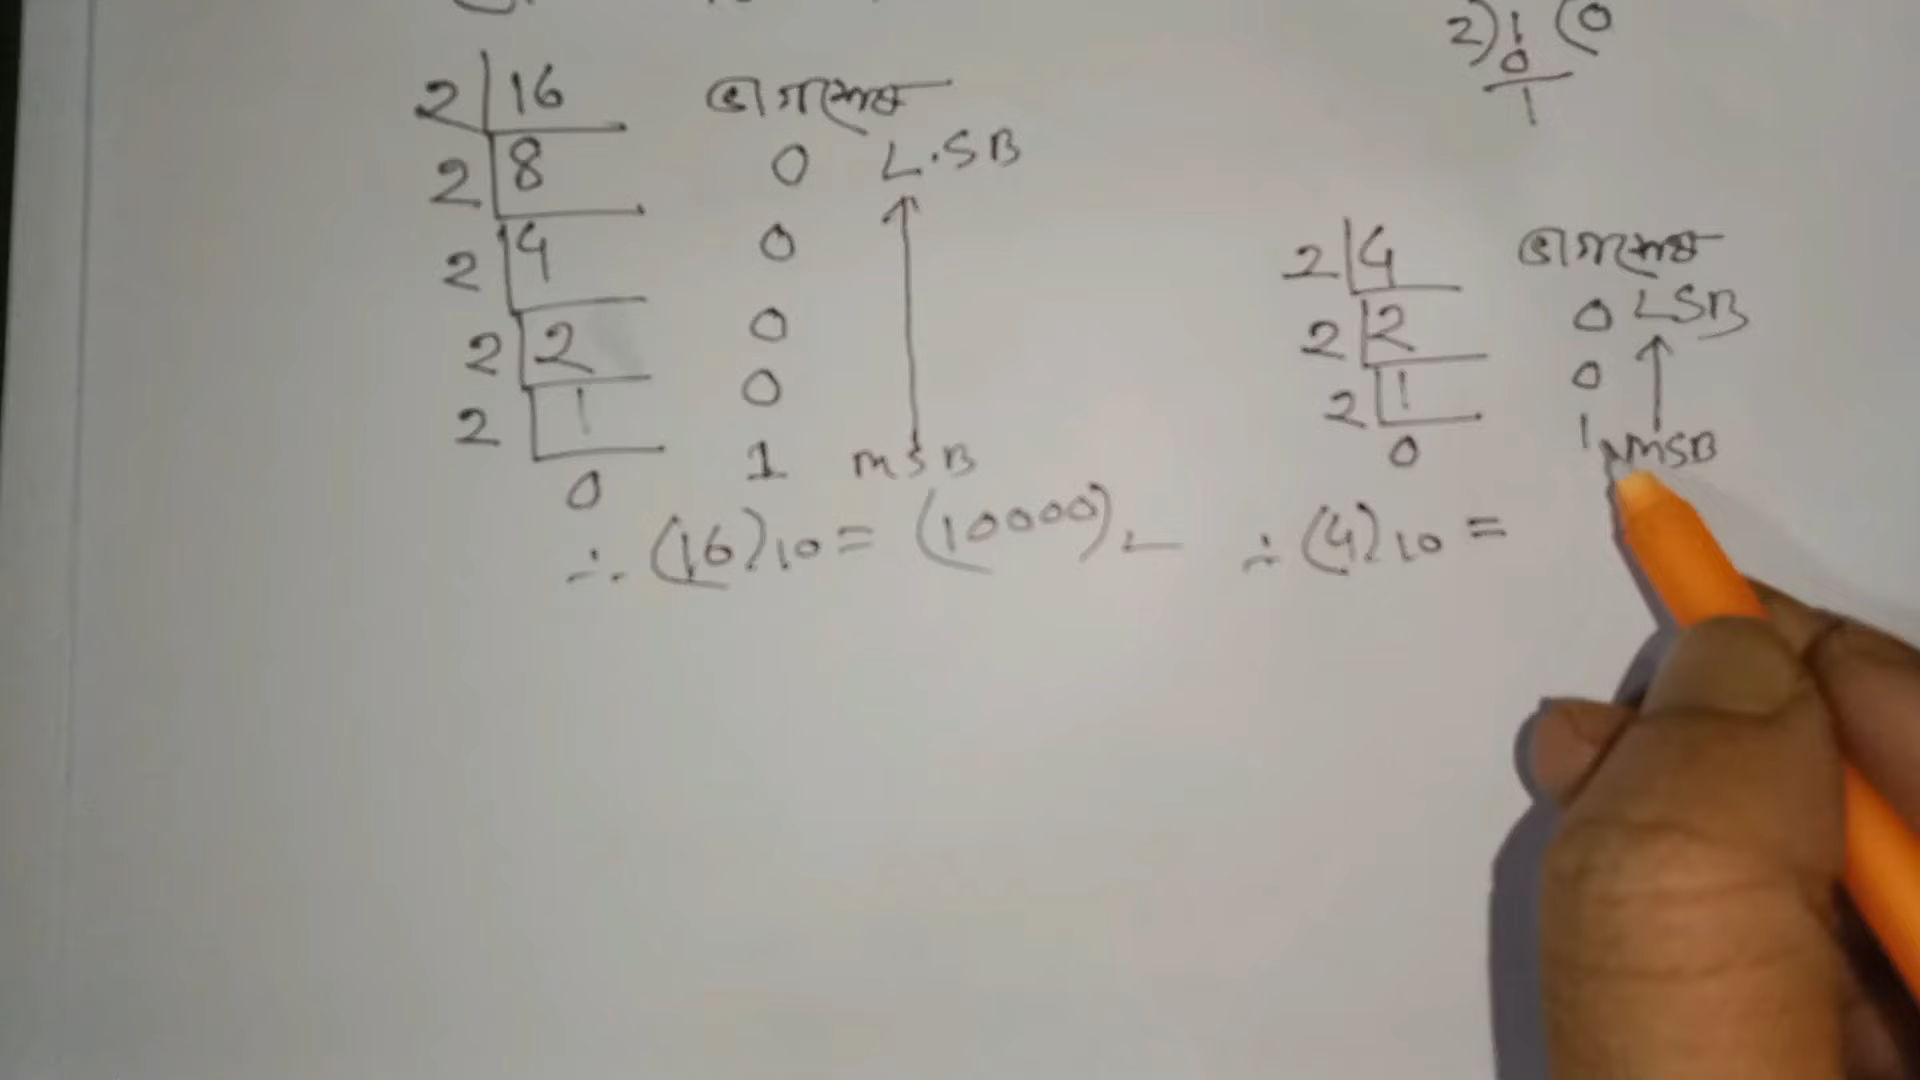 2) 1 (0
0
1
2 | 16 ভাগশেষ
2 | 8 0 L.SB
2 | 4 0
2 | 2 0
2 | 1 0
0 1 MSB
∴ (16)10 = (10000)2
2 | 4 ভাগশেষ
2 | 2 0 LSB
2 | 1 0
0 1 MSB
∴ (4)10 =